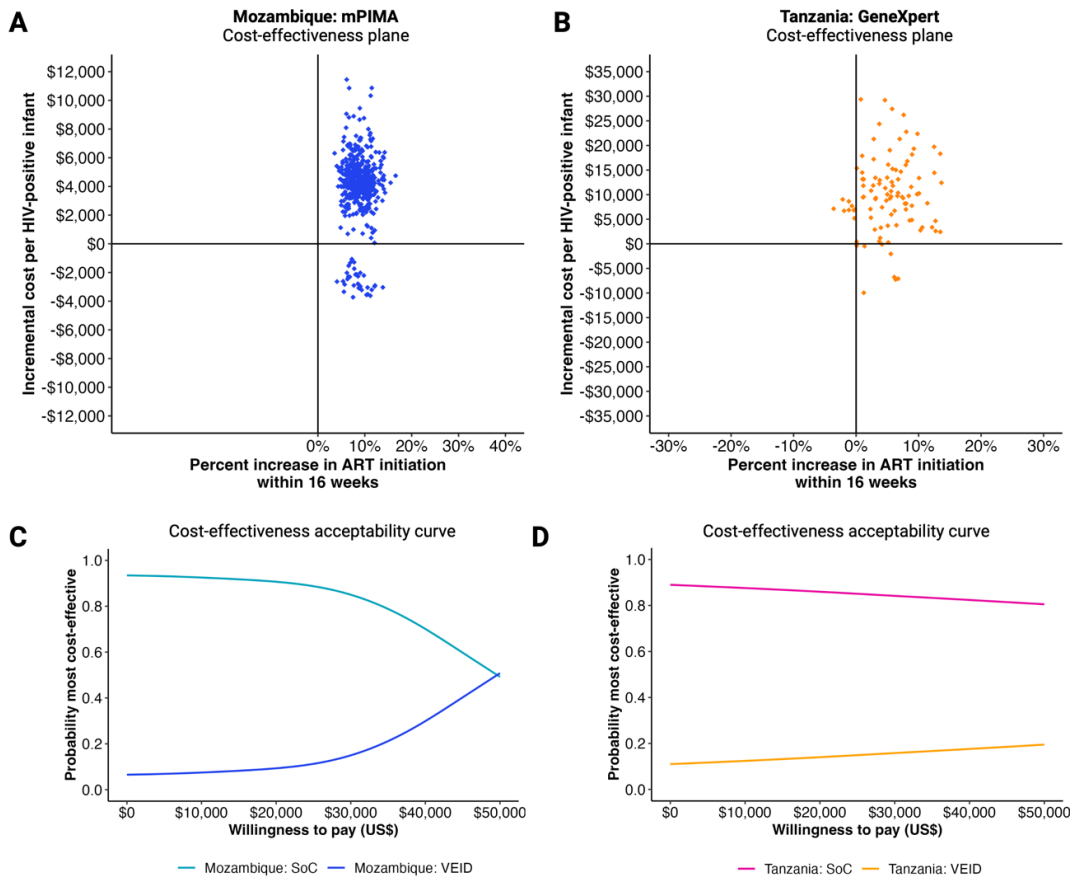 A
Mozambique: mPIMA
Cost-effectiveness plane
Incremental cost per HIV-positive infant
$12,000
$10,000
$8,000
$6,000
$4,000
$2,000
$0
-$2,000
-$4,000
-$6,000
-$8,000
-$10,000
-$12,000
0% 10% 20% 30% 40%
Percent increase in ART initiation
within 16 weeks
B
Tanzania: GeneXpert
Cost-effectiveness plane
Incremental cost per HIV-positive infant
$35,000
$30,000
$25,000
$20,000
$15,000
$10,000
$5,000
$0
-$5,000
-$10,000
-$15,000
-$20,000
-$25,000
-$30,000
-$35,000
-30% -20% -10% 0% 10% 20% 30%
Percent increase in ART initiation
within 16 weeks
C
Cost-effectiveness acceptability curve
Probability most cost-effective
1.0
0.8
0.6
0.4
0.2
0.0
$0 $10,000 $20,000 $30,000 $40,000 $50,000
Willingness to pay (US$)
Mozambique: SoC Mozambique: VEID
D
Cost-effectiveness acceptability curve
Probability most cost-effective
1.0
0.8
0.6
0.4
0.2
0.0
$0 $10,000 $20,000 $30,000 $40,000 $50,000
Willingness to pay (US$)
Tanzania: SoC Tanzania: VEID